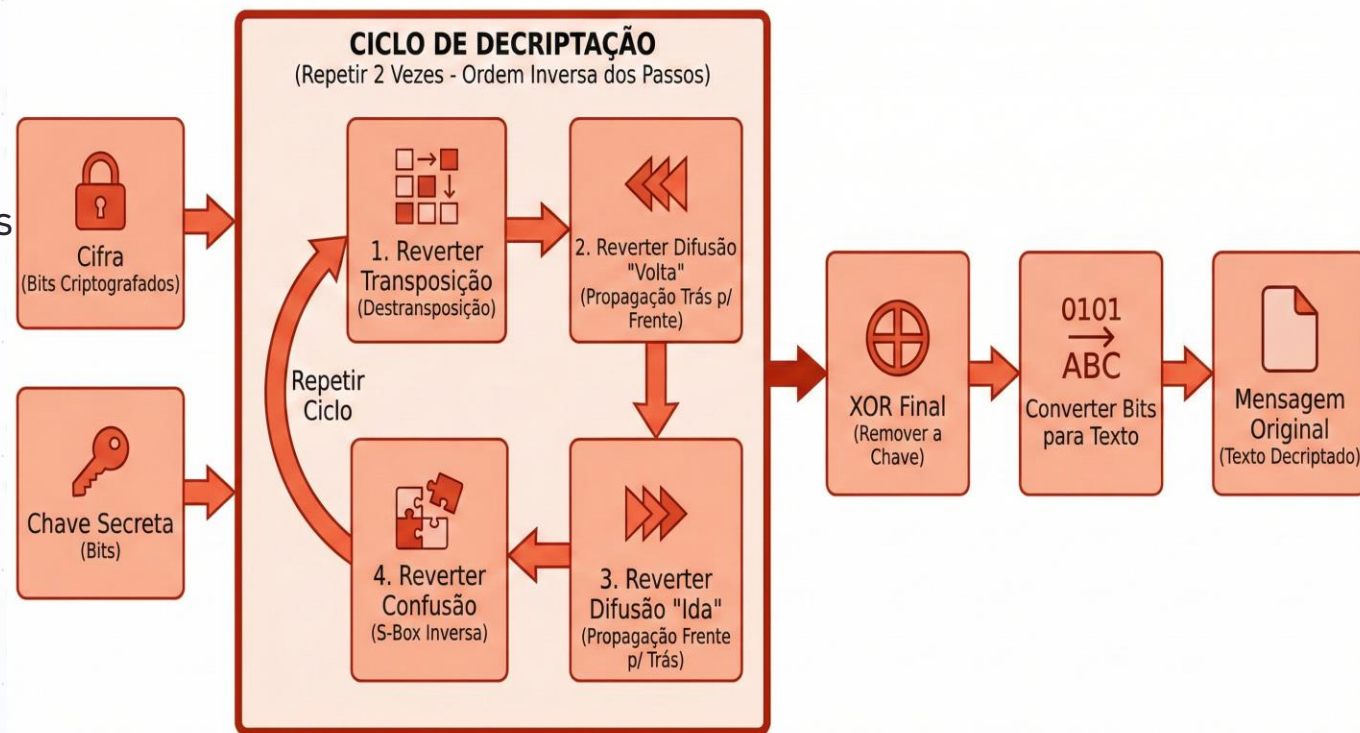 CICLO DE DECRIPTAÇÃO
(Repetir 2 Vezes - Ordem Inversa dos Passos)
s
Cifra
(Bits Criptografados)
Chave Secreta
(Bits)
1. Reverter
Transposição
(Destransposição)
2. Reverter Difusão
"Volta"
(Propagação Trás p/
Frente)
3. Reverter
Difusão "Ida"
(Propagação Frente
p/ Trás)
4. Reverter
Confusão
(S-Box Inversa)
Repetir
Ciclo
XOR Final
(Remover a
Chave)
0101
→
ABC
Converter Bits
para Texto
Mensagem
Original
(Texto Decriptado)